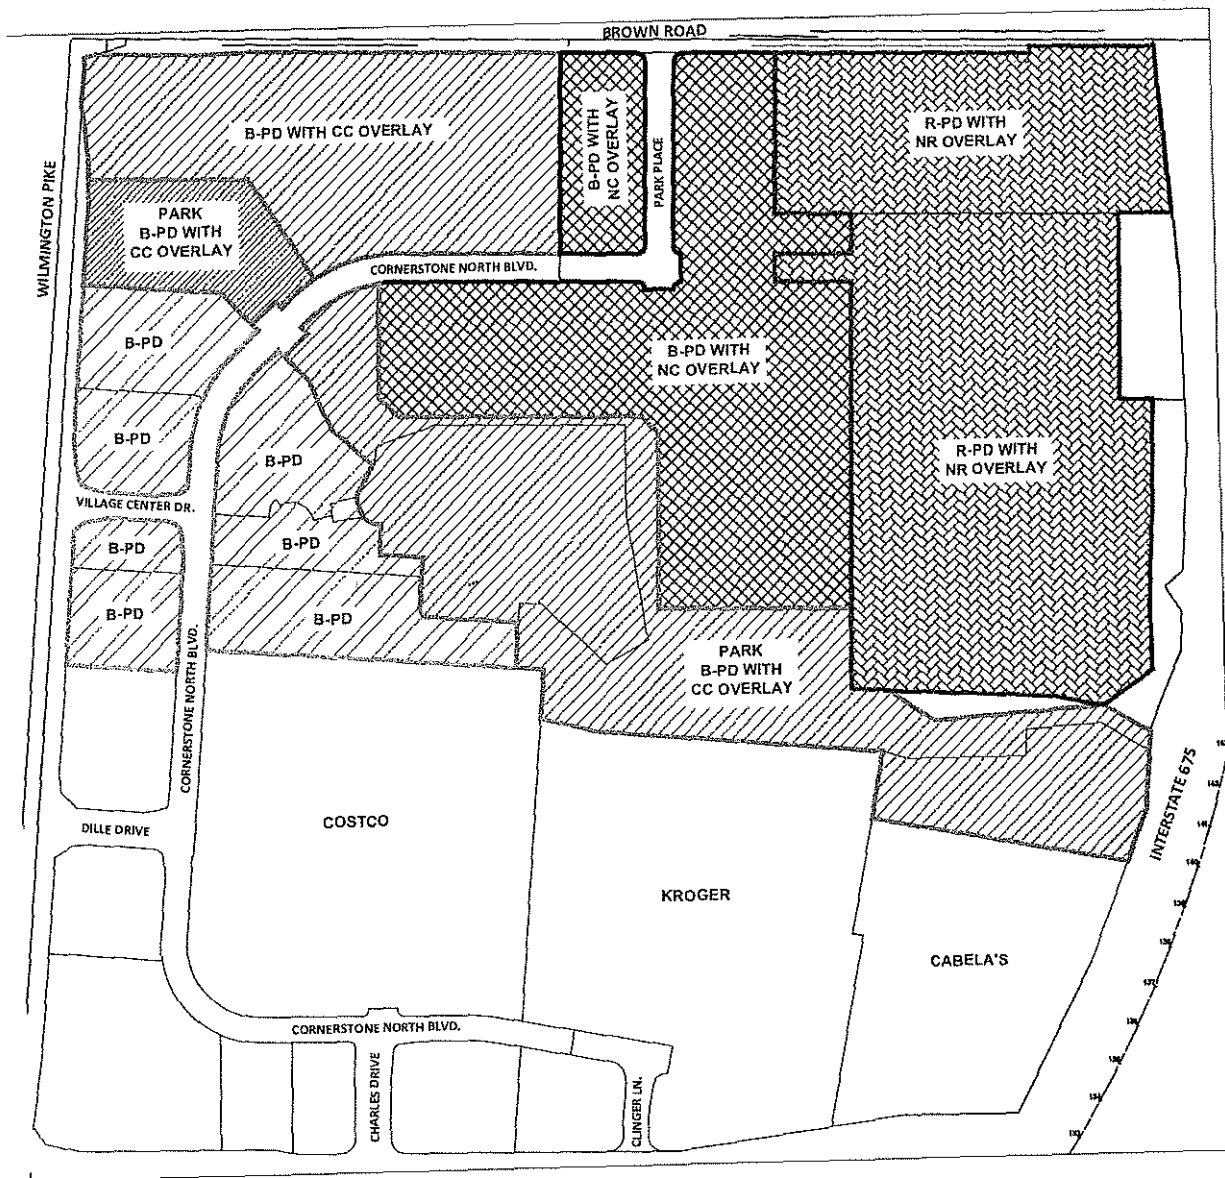 BROWN ROAD
B-PD WITH CC OVERLAY
B-PD WITH
NC OVERLAY
PARK PLACE
R-PD WITH
NR OVERLAY
WILMINGTON PIKE
PARK
B-PD WITH
CC OVERLAY
CORNERSTONE NORTH BLVD.
B-PD
B-PD WITH
NC OVERLAY
B-PD
B-PD
R-PD WITH
NR OVERLAY
VILLAGE CENTER DR.
B-PD
B-PD
B-PD
B-PD
PARK
B-PD WITH
CC OVERLAY
CORNERSTONE NORTH BLVD.
INTERSTATE 675
COSTCO
DILLE DRIVE
KROGER
CABELA'S
CORNERSTONE NORTH BLVD.
CHARLES DRIVE
CLINGER LN.